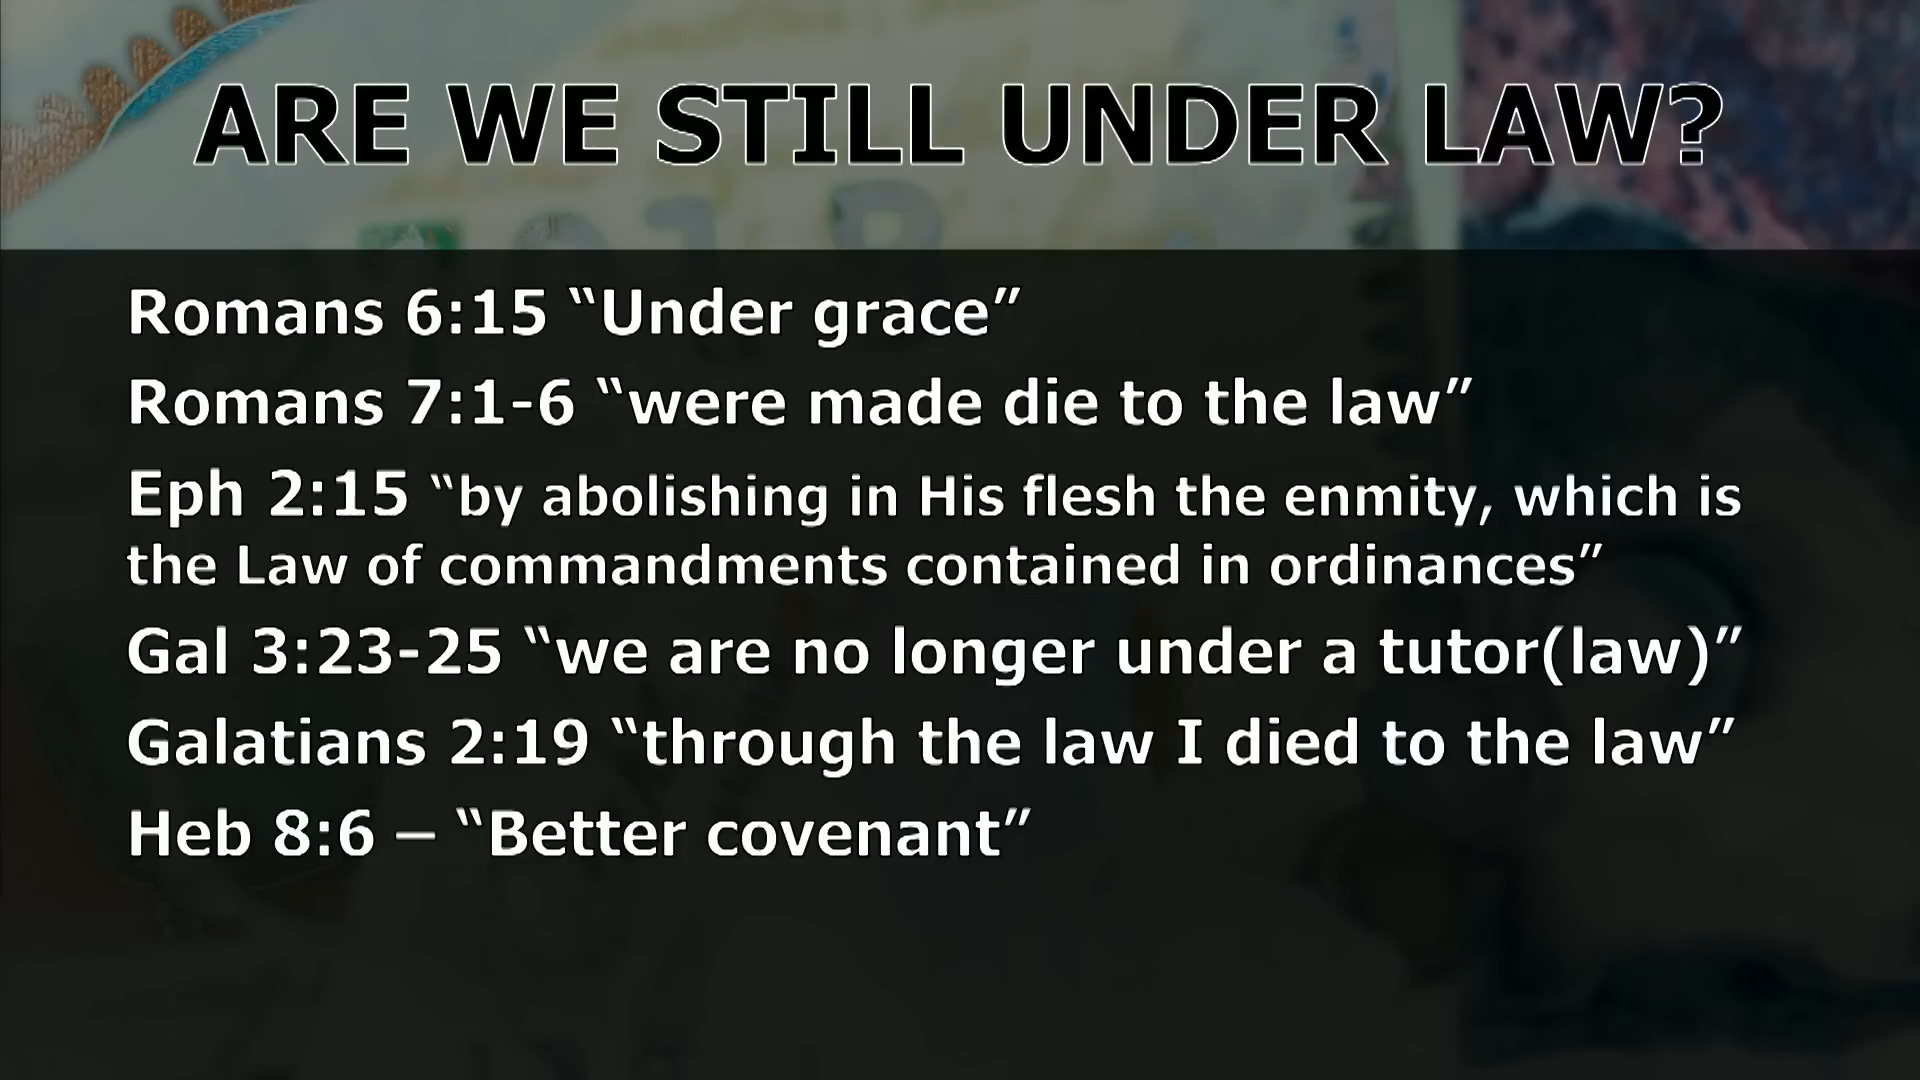 ARE WE STILL UNDER LAW?
Romans 6:15 “Under grace”
Romans 7:1-6 “were made die to the law”
Eph 2:15 “by abolishing in His flesh the enmity, which is
the Law of commandments contained in ordinances”
Gal 3:23-25 “we are no longer under a tutor(law)”
Galatians 2:19 “through the law I died to the law”
Heb 8:6 – “Better covenant”